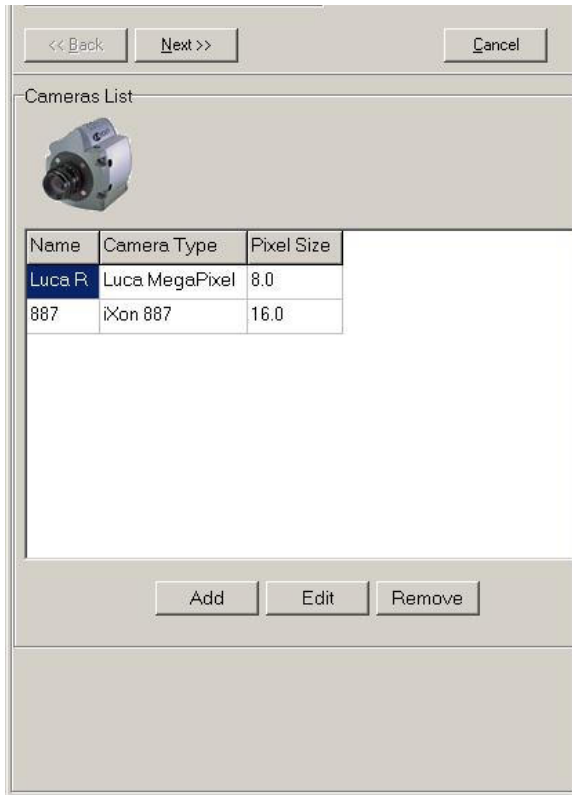 << Back Next >> Cancel
Cameras List
Name Camera Type Pixel Size
Luca R Luca MegaPixel 8.0
887 iXon 887 16.0
Add Edit Remove